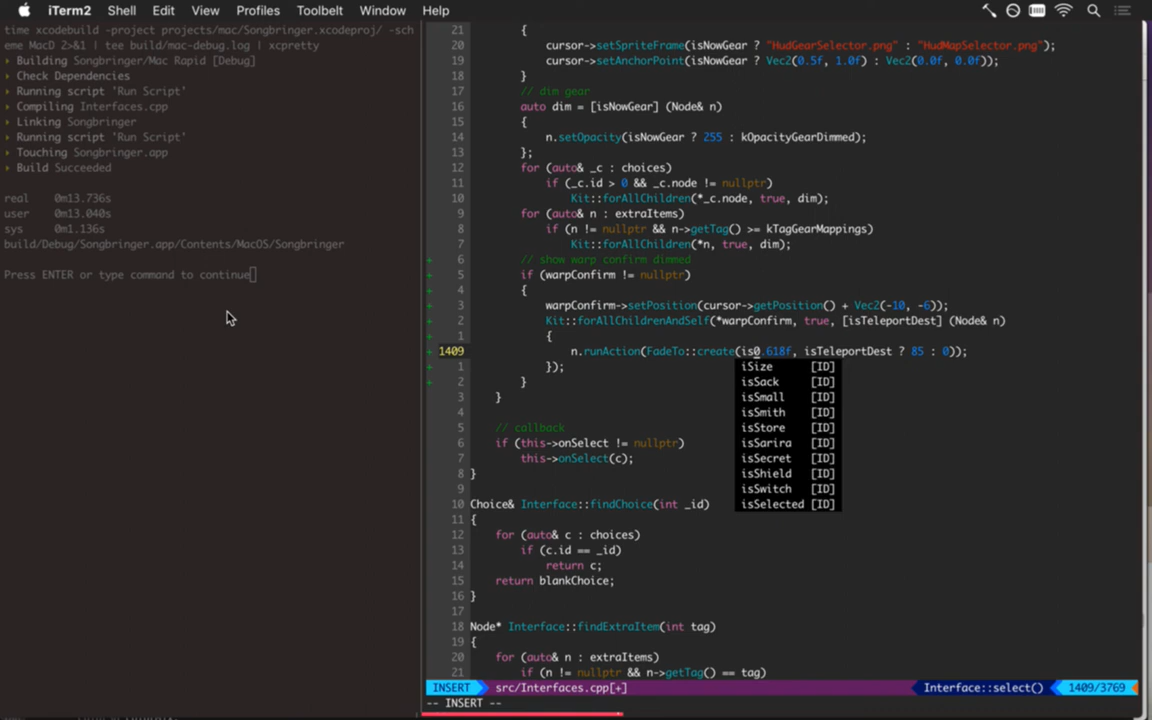 iTerm2 Shell Edit View Profiles Toolbelt Window Help
time xcodebuild -project projects/mac/Songbringer.xcodeproj/ -sch
eme MacD 2>&1 | tee build/mac-debug.log | xcpretty
Building Songbringer/Mac Rapid [Debug]
Check Dependencies
Running script 'Run Script'
Compiling Interfaces.cpp
Linking Songbringer
Running script 'Run Script'
Touching Songbringer.app
Build Succeeded
real 0m13.736s
user 0m13.040s
sys 0m1.136s
build/Debug/Songbringer.app/Contents/MacOS/Songbringer
Press ENTER or type command to continue
21 {
20 cursor->setSpriteFrame(isNowGear ? "HudGearSelector.png" : "HudMapSelector.png");
19 cursor->setAnchorPoint(isNowGear ? Vec2(0.5f, 1.0f) : Vec2(0.0f, 0.0f));
18 }
17 // dim gear
16 auto dim = [isNowGear] (Node& n)
15 {
14 n.setOpacity(isNowGear ? 255 : kOpacityGearDimmed);
13 };
12 for (auto& _c : choices)
11 if (_c.id > 0 && _c.node != nullptr)
10 Kit::forAllChildren(*_c.node, true, dim);
9 for (auto& n : extraItems)
8 if (n != nullptr && n->getTag() >= kTagGearMappings)
7 Kit::forAllChildren(*n, true, dim);
+ 6 // show warp confirm dimmed
+ 5 if (warpConfirm != nullptr)
+ 4 {
+ 3 warpConfirm->setPosition(cursor->getPosition() + Vec2(-10, -6));
+ 2 Kit::forAllChildrenAndSelf(*warpConfirm, true, [isTeleportDest] (Node& n)
+ 1 {
+ 1409 n.runAction(FadeTo::create(is0.618f, isTeleportDest ? 85 : 0));
+ 1 }); iSize [ID]
+ 2 } isSack [ID]
3 } isSmall [ID]
4 isSmith [ID]
5 // callback isStore [ID]
6 if (this->onSelect != nullptr) isSarira [ID]
7 this->onSelect(c); isSecret [ID]
8 } isShield [ID]
9 isSwitch [ID]
10 Choice& Interface::findChoice(int _id) isSelected [ID]
11 {
12 for (auto& c : choices)
13 if (c.id == _id)
14 return c;
15 return blankChoice;
16 }
17
18 Node* Interface::findExtraItem(int tag)
19 {
20 for (auto& n : extraItems)
21 if (n != nullptr && n->getTag() == tag)
INSERT src/Interfaces.cpp[+] Interface::select() 1409/3769
-- INSERT --